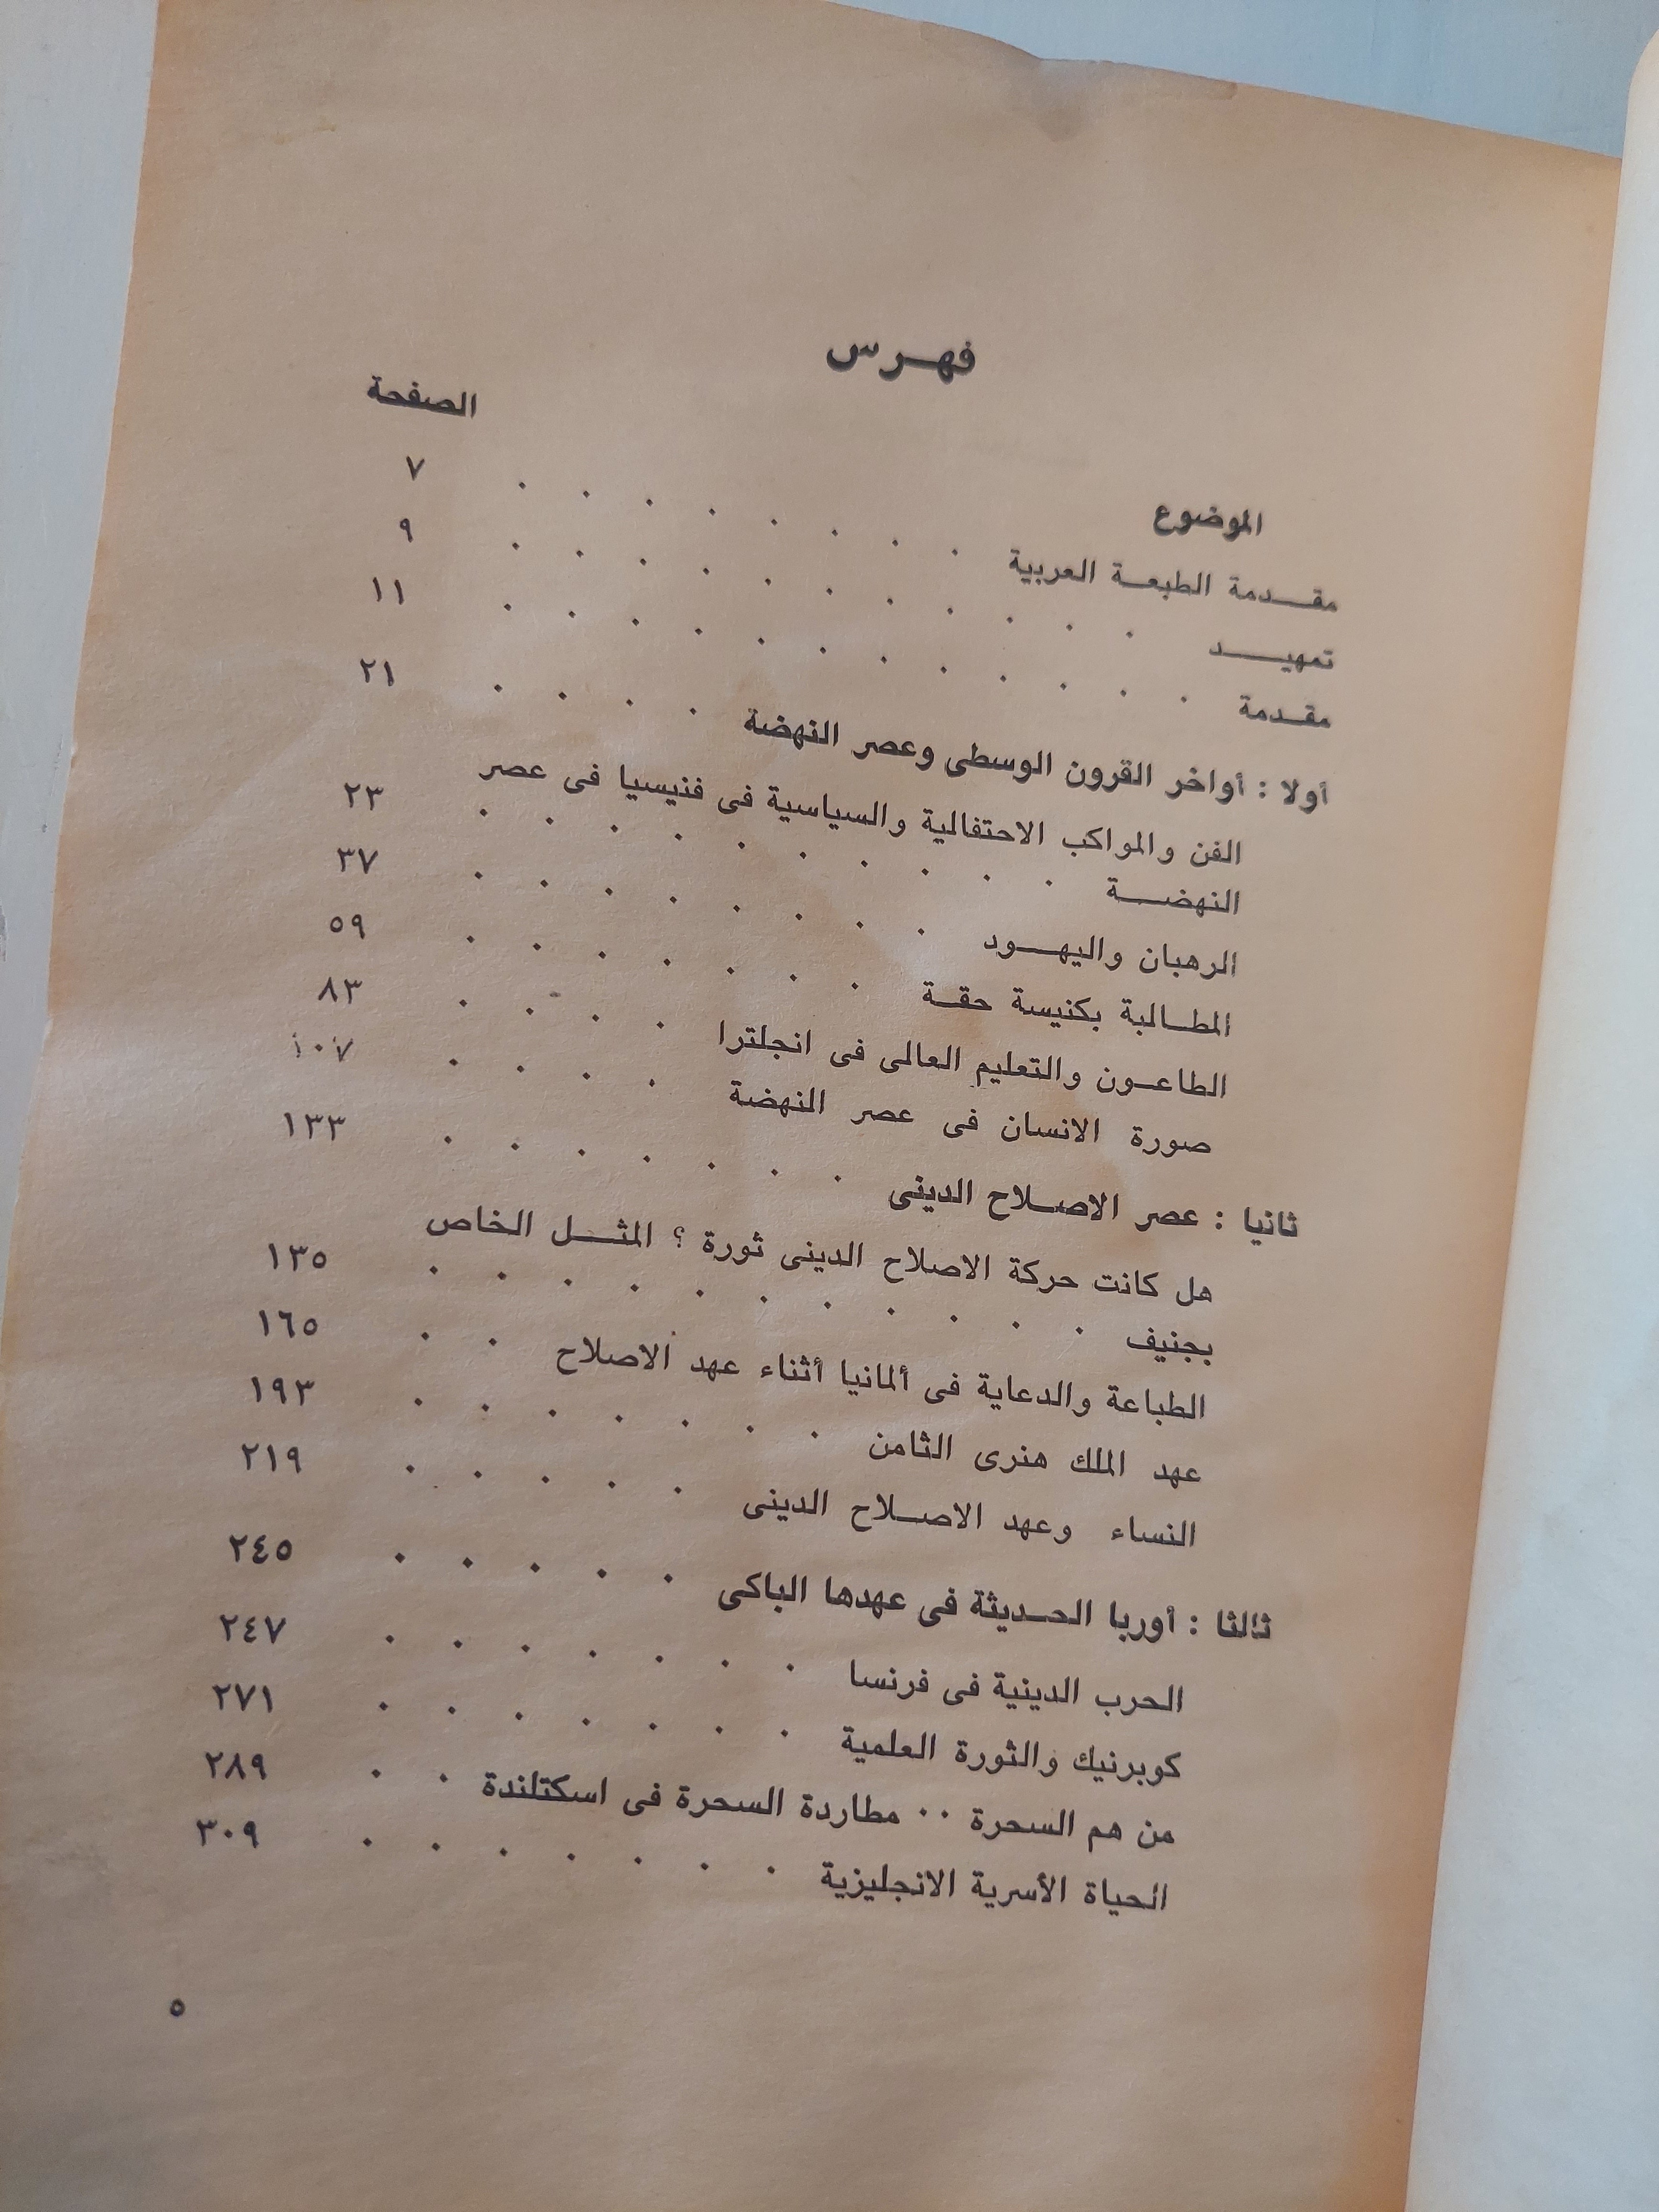 فهرس
الموضوع الصفحة
مقدمة الطبعة العربية ٧
تمهيد ٩
مقدمة ١١
أولا : أواخر القرون الوسطى وعصر النهضة ٢١
الفن والمواكب الاحتفالية والسياسية فى فنيسيا فى عصر
النهضة ٢٣
الرهبان واليهود ٣٧
المطالبة بكنيسة حقة ٥٩
الطاعون والتعليم العالى فى انجلترا ٨٣
صورة الانسان فى عصر النهضة ١٠٧
ثانيا : عصر الاصلاح الدينى ١٣٣
هل كانت حركة الاصلاح الدينى ثورة ؟ المثل الخاص
بجنيف ١٣٥
الطباعة والدعاية فى ألمانيا أثناء عهد الاصلاح ١٦٥
عهد الملك هنرى الثامن ١٩٣
النساء وعهد الاصلاح الدينى ٢١٩
ثالثا : أوربا الحديثة فى عهدها الباكى ٢٤٥
الحرب الدينية فى فرنسا ٢٤٧
كوبرنيك والثورة العلمية ٢٧١
من هم السحرة ٠٠ مطاردة السحرة فى اسكتلندة ٢٨٩
الحياة الأسرية الانجليزية ٣٠٩
٥